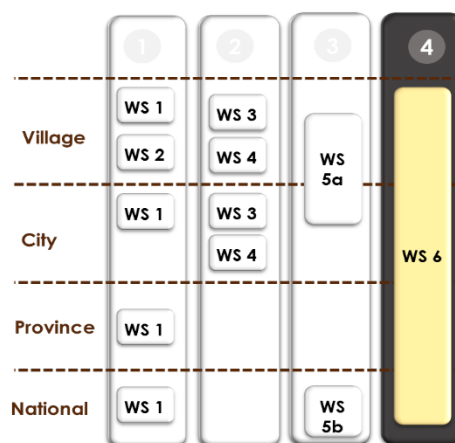 1 2 3 4
Village
WS 1
WS 2
WS 3
WS 4
WS
5a
City
WS 1
WS 3
WS 4
WS 6
Province
WS 1
National
WS 1
WS
5b